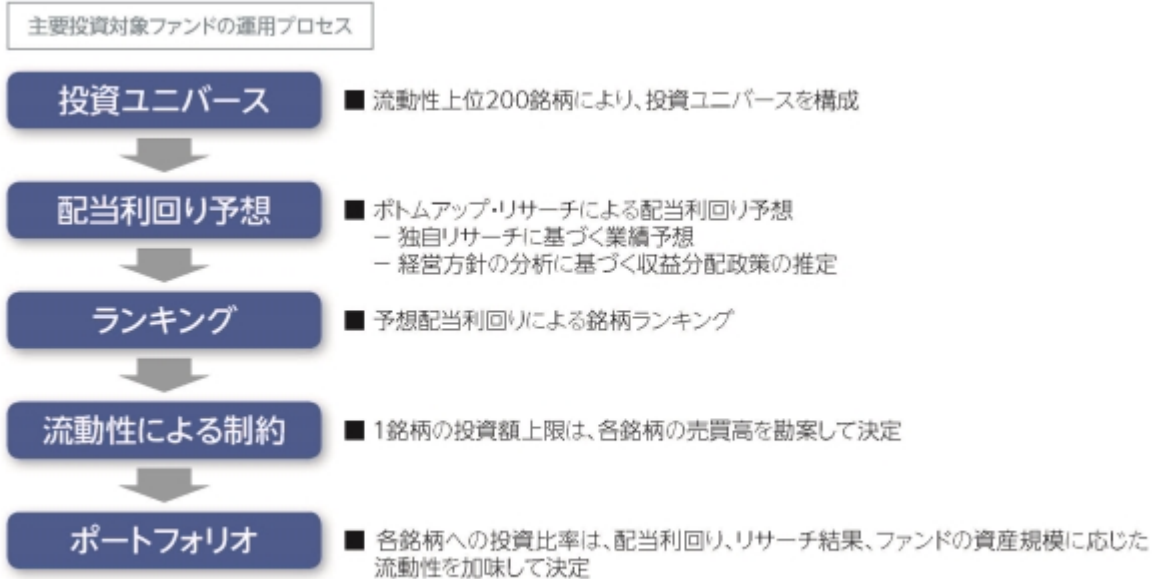 主要投資対象ファンドの運用プロセス
投資ユニバース
■ 流動性上位200銘柄により、投資ユニバースを構成
配当利回り予想
■ ボトムアップ・リサーチによる配当利回り予想
－ 独自リサーチに基づく業績予想
－ 経営方針の分析に基づく収益分配政策の推定
ランキング
■ 予想配当利回りによる銘柄ランキング
流動性による制約
■ 1銘柄の投資額上限は、各銘柄の売買高を勘案して決定
ポートフォリオ
■ 各銘柄への投資比率は、配当利回り、リサーチ結果、ファンドの資産規模に応じた
流動性を加味して決定